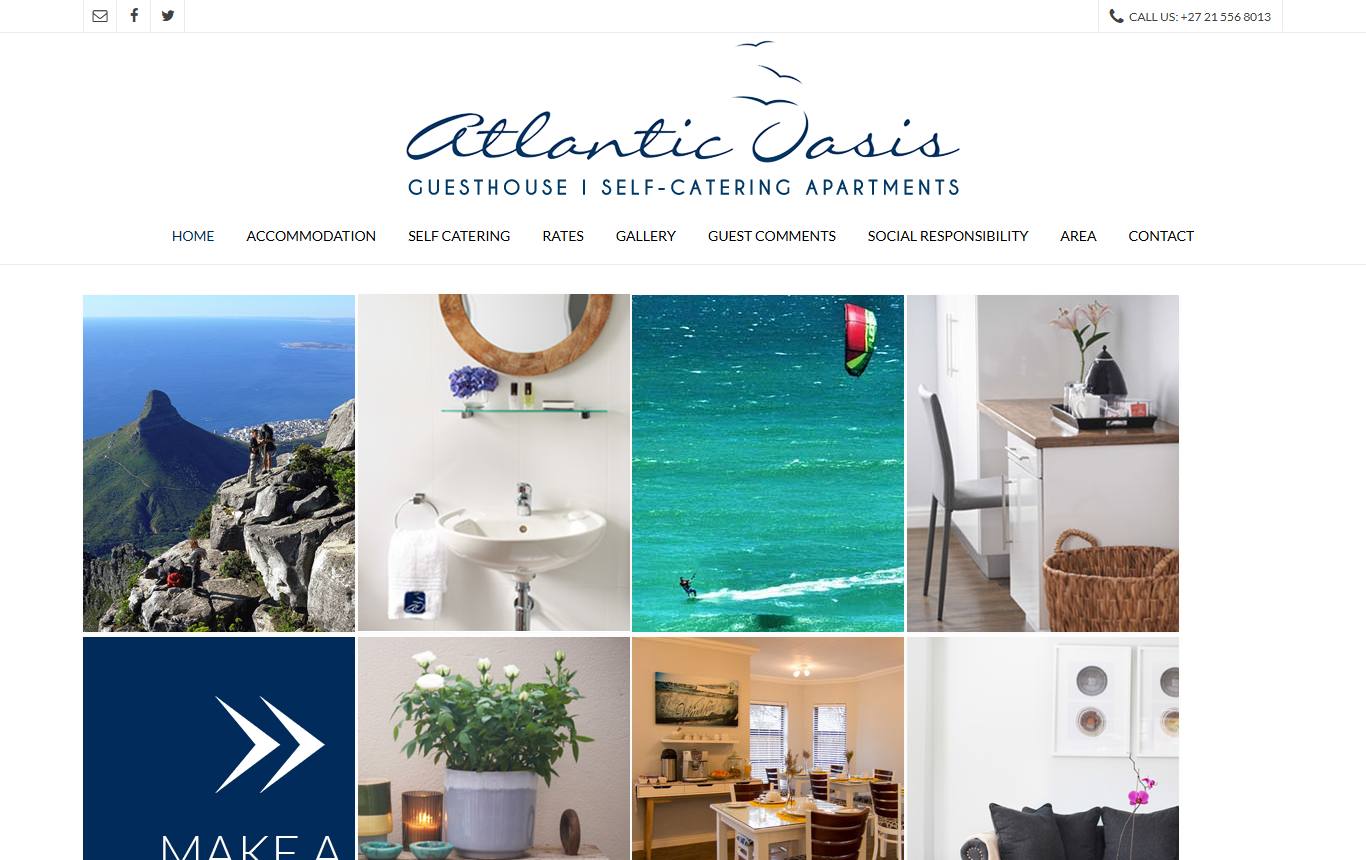 CALL US: +27 21 556 8013
Atlantic Oasis
GUESTHOUSE | SELF-CATERING APARTMENTS
HOME ACCOMMODATION SELF CATERING RATES GALLERY GUEST COMMENTS SOCIAL RESPONSIBILITY AREA CONTACT
MAKE A